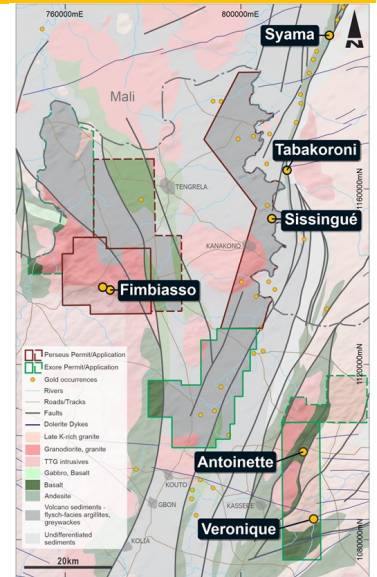 760000mE
800000mE
Syama
N
Mali
Tabakoroni
TENGRELA
1160000mN
Sissingué
KANAKONO
Fimbiasso
1120000mN
Perseus Permit/Application
Exore Permit/Application
Gold occurrences
Rivers
Roads/Tracks
Faults
Dolerite Dykes
Late K-rich granite
Granodiorite, granite
TTG intrusives
Gabbro, Basalt
Basalt
Andesite
Volcano sediments -
flysch-facies argillites,
greywackes
Undifferentiated
sediments
20km
Antoinette
KOUTO
GBON
KASSERE
Veronique
KOLIA
1080000mN